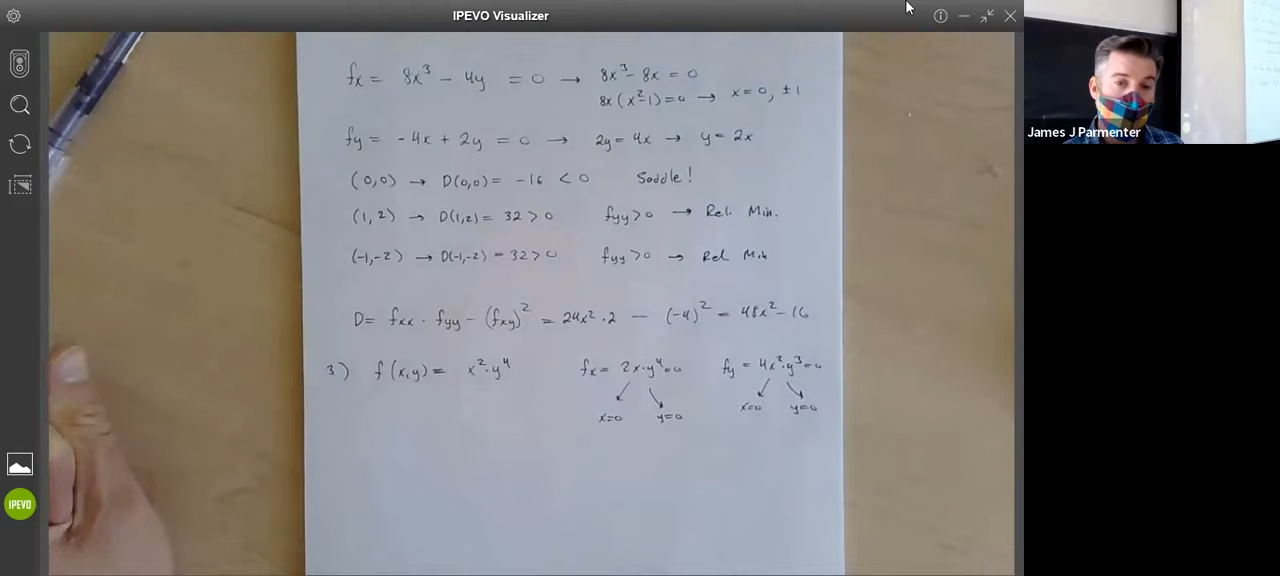 IPEVO Visualizer
James J Parmenter
fx = 8x³ - 4y = 0 → 8x³ - 8x = 0
8x(x²-1)=0 → x=0, ±1
fy = -4x + 2y = 0 → 2y = 4x → y = 2x
(0,0) → D(0,0) = -16 < 0 Saddle!
(1,2) → D(1,2) = 32 > 0 fyy>0 → Rel. Min.
(-1,-2) → D(-1,-2) = 32 > 0 fyy>0 → Rel Min
D= fxx · fyy - (fxy)² = 24x²·2 - (-4)² = 48x² - 16
3) f(x,y) = x²·y⁴ fx = 2x·y⁴=0 fy = 4x²·y³=0
x=0 y=0 x=0 y=0
IPEVO